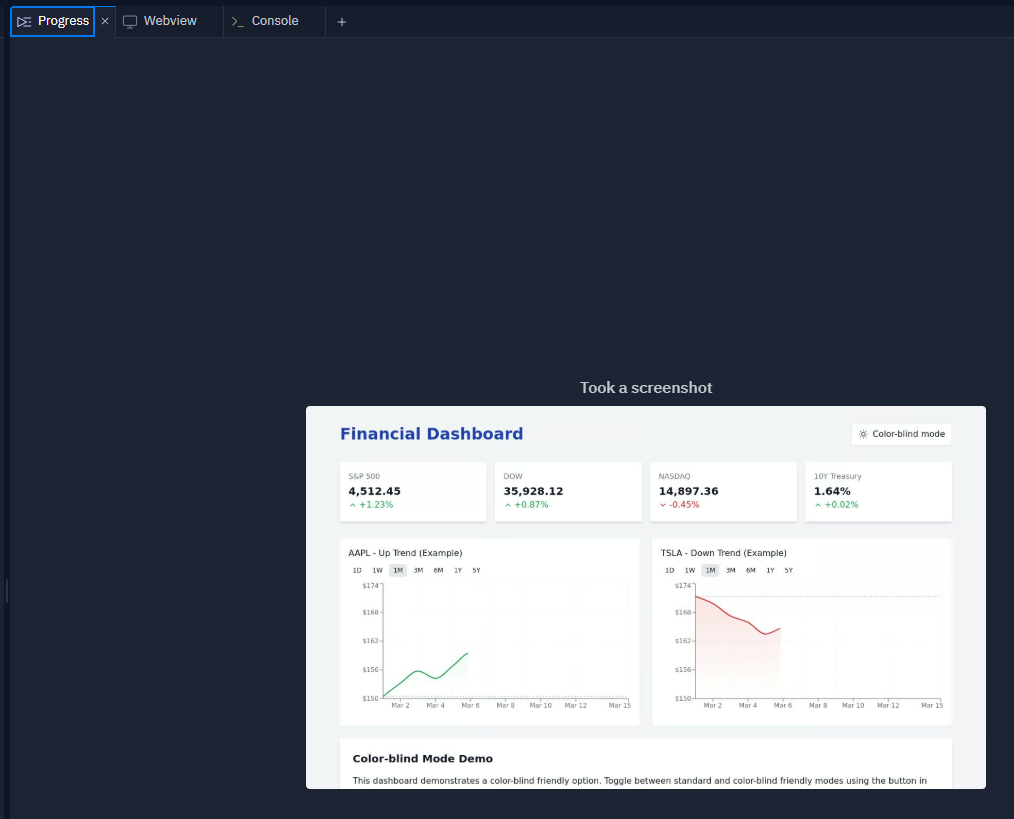 Progress × Webview >_ Console +
Took a screenshot
Financial Dashboard
Color-blind mode
S&P 500
4,512.45
+1.23%
DOW
35,928.12
+0.87%
NASDAQ
14,897.36
-0.45%
10Y Treasury
1.64%
+0.02%
AAPL - Up Trend (Example)
1D 1W 1M 3M 6M 1Y 5Y
$174
$168
$162
$156
$150
Mar 2 Mar 4 Mar 6 Mar 8 Mar 10 Mar 12 Mar 15
TSLA - Down Trend (Example)
1D 1W 1M 3M 6M 1Y 5Y
$174
$168
$162
$156
$150
Mar 2 Mar 4 Mar 6 Mar 8 Mar 10 Mar 12 Mar 15
Color-blind Mode Demo
This dashboard demonstrates a color-blind friendly option. Toggle between standard and color-blind friendly modes using the button in